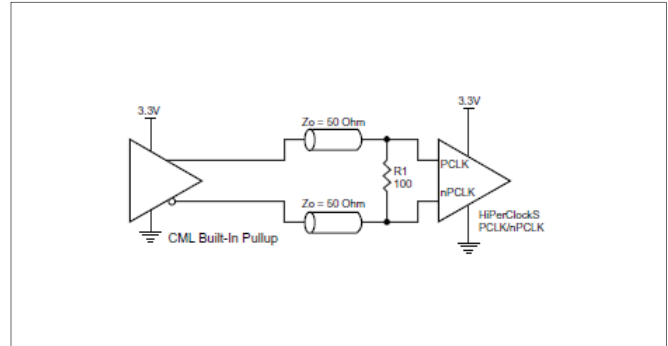 3.3V
3.3V
Zo = 50 Ohm
R1
100
PCLK
nPCLK
Zo = 50 Ohm
HiPerClockS
PCLK/nPCLK
CML Built-In Pullup